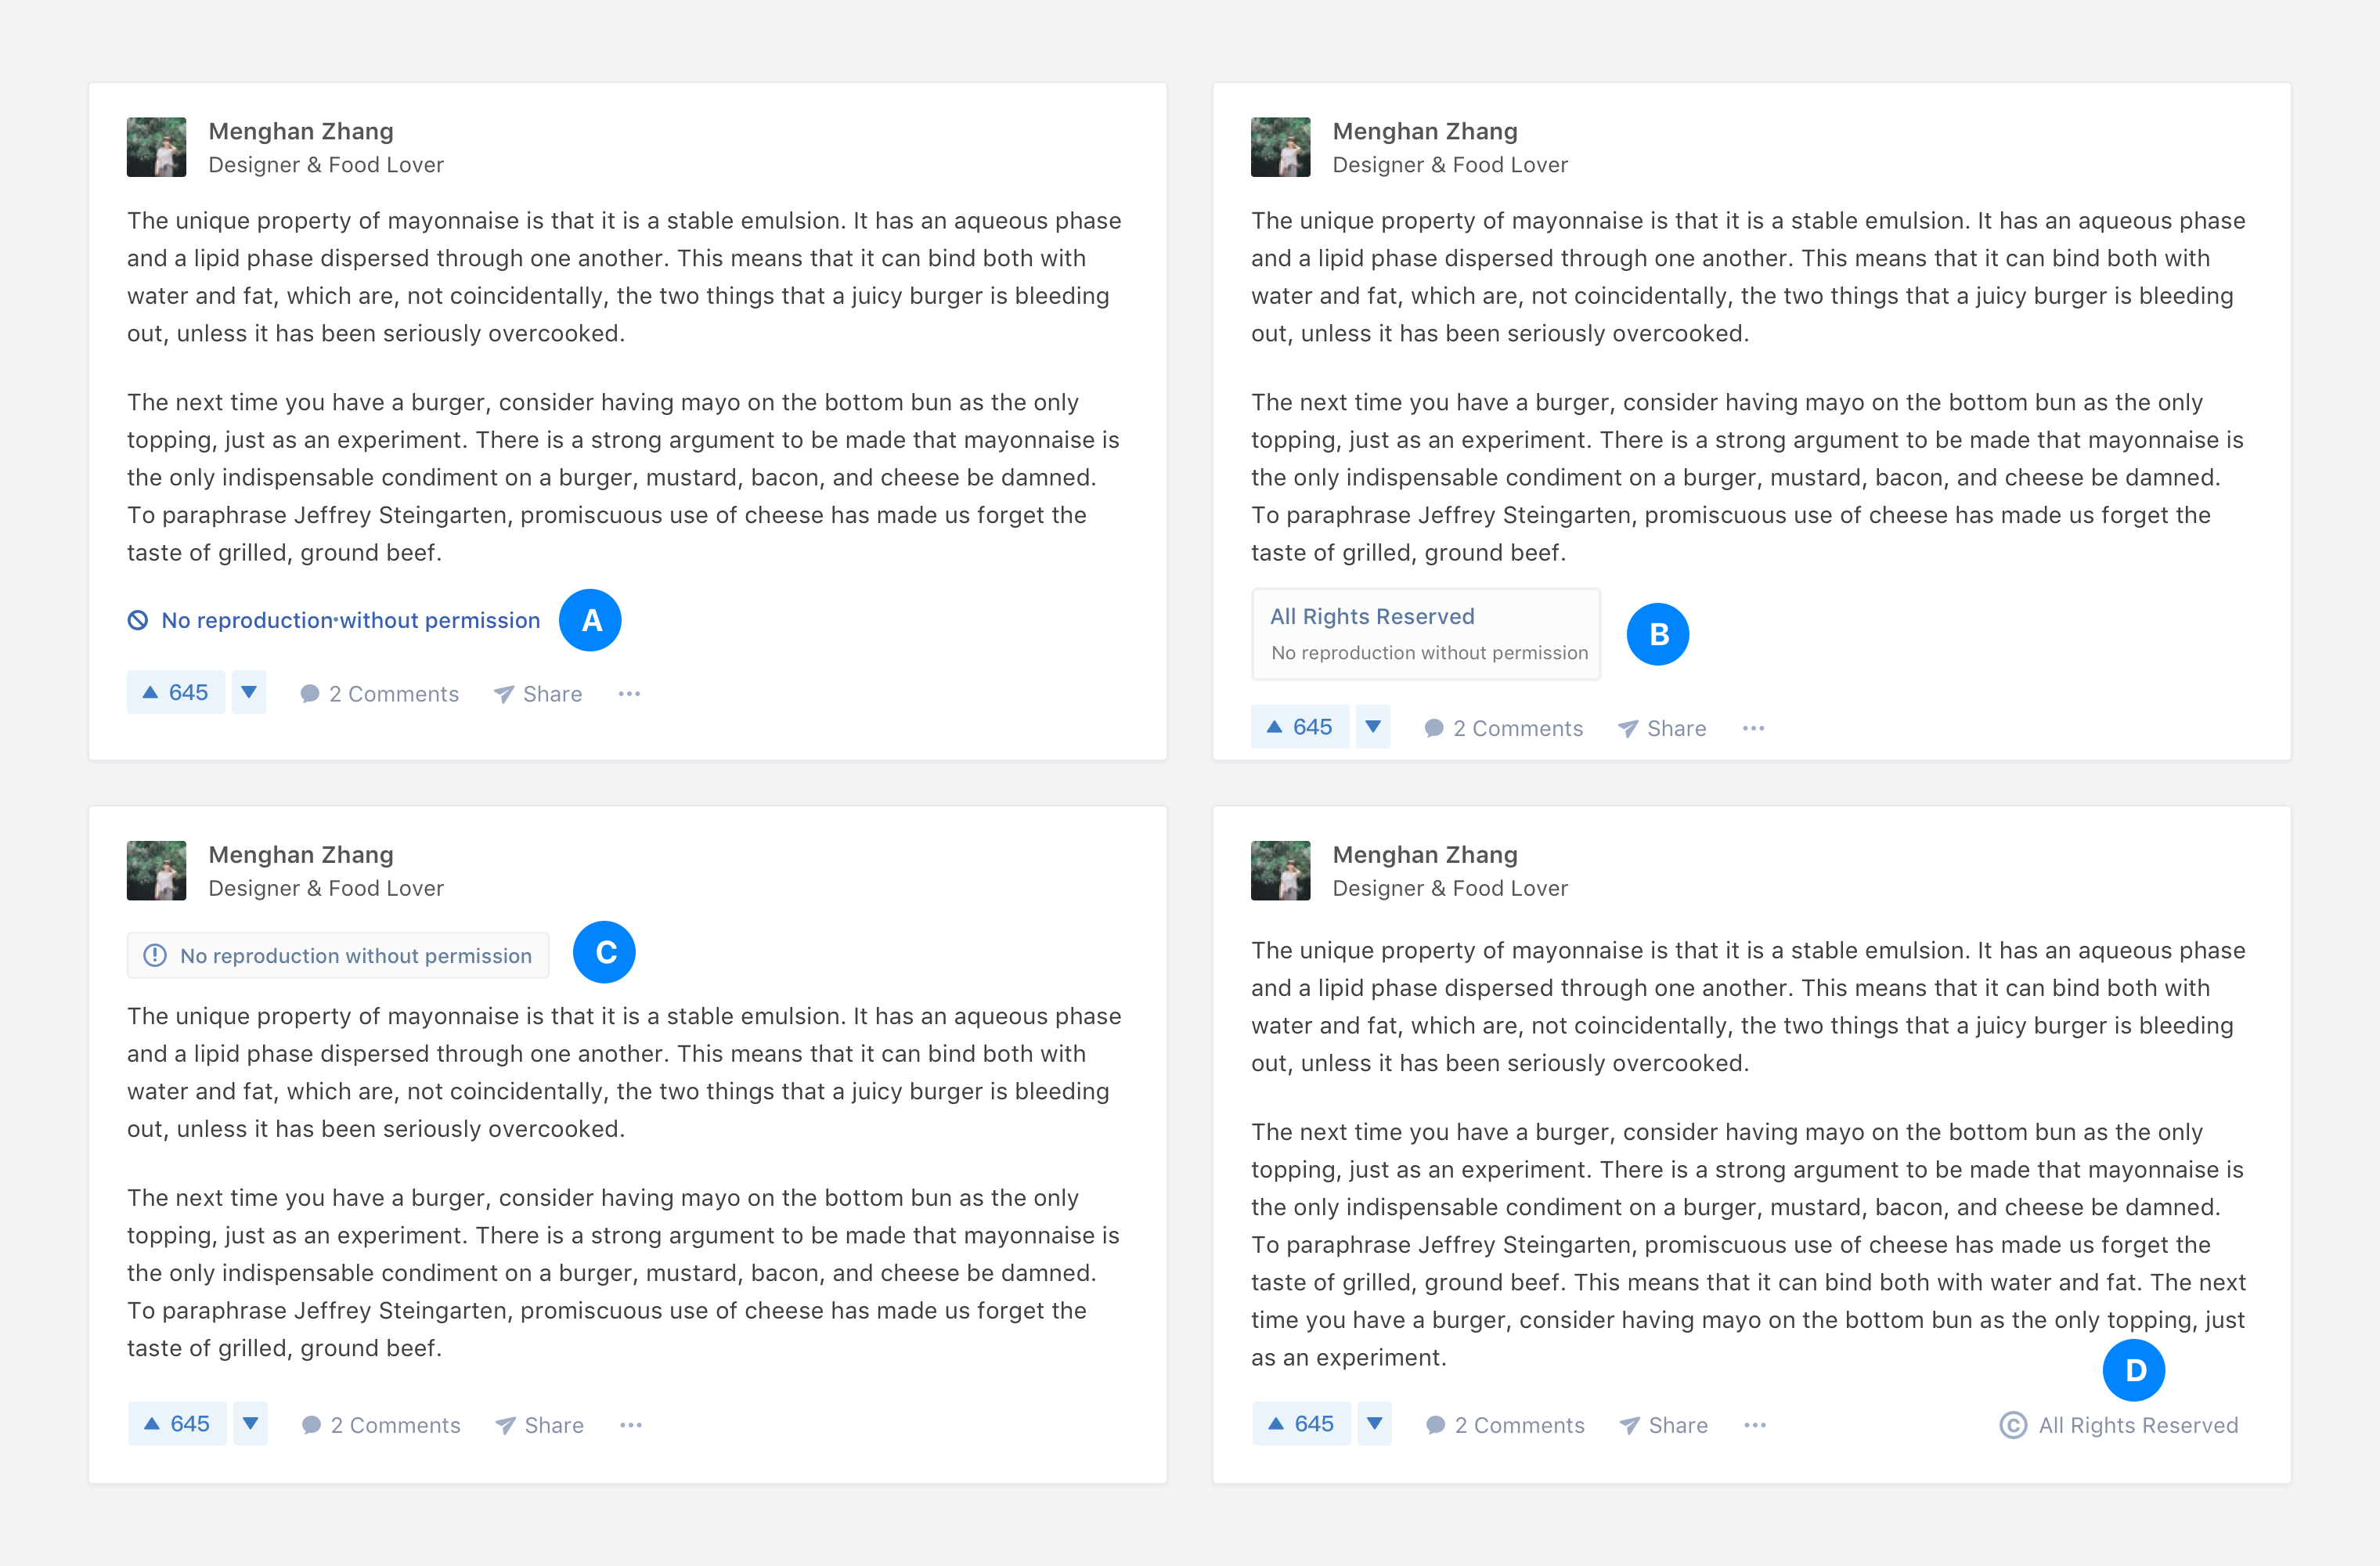 Menghan Zhang
Designer & Food Lover
The unique property of mayonnaise is that it is a stable emulsion. It has an aqueous phase
and a lipid phase dispersed through one another. This means that it can bind both with
water and fat, which are, not coincidentally, the two things that a juicy burger is bleeding
out, unless it has been seriously overcooked.
The next time you have a burger, consider having mayo on the bottom bun as the only
topping, just as an experiment. There is a strong argument to be made that mayonnaise is
the only indispensable condiment on a burger, mustard, bacon, and cheese be damned.
To paraphrase Jeffrey Steingarten, promiscuous use of cheese has made us forget the
taste of grilled, ground beef.
No reproduction·without permission A
645 2 Comments Share ···
Menghan Zhang
Designer & Food Lover
The unique property of mayonnaise is that it is a stable emulsion. It has an aqueous phase
and a lipid phase dispersed through one another. This means that it can bind both with
water and fat, which are, not coincidentally, the two things that a juicy burger is bleeding
out, unless it has been seriously overcooked.
The next time you have a burger, consider having mayo on the bottom bun as the only
topping, just as an experiment. There is a strong argument to be made that mayonnaise is
the only indispensable condiment on a burger, mustard, bacon, and cheese be damned.
To paraphrase Jeffrey Steingarten, promiscuous use of cheese has made us forget the
taste of grilled, ground beef.
All Rights Reserved
B
No reproduction without permission
645 2 Comments Share ···
Menghan Zhang
Designer & Food Lover
No reproduction without permission C
The unique property of mayonnaise is that it is a stable emulsion. It has an aqueous phase
and a lipid phase dispersed through one another. This means that it can bind both with
water and fat, which are, not coincidentally, the two things that a juicy burger is bleeding
out, unless it has been seriously overcooked.
The next time you have a burger, consider having mayo on the bottom bun as the only
topping, just as an experiment. There is a strong argument to be made that mayonnaise is
the only indispensable condiment on a burger, mustard, bacon, and cheese be damned.
To paraphrase Jeffrey Steingarten, promiscuous use of cheese has made us forget the
taste of grilled, ground beef.
645 2 Comments Share ···
Menghan Zhang
Designer & Food Lover
The unique property of mayonnaise is that it is a stable emulsion. It has an aqueous phase
and a lipid phase dispersed through one another. This means that it can bind both with
water and fat, which are, not coincidentally, the two things that a juicy burger is bleeding
out, unless it has been seriously overcooked.
The next time you have a burger, consider having mayo on the bottom bun as the only
topping, just as an experiment. There is a strong argument to be made that mayonnaise is
the only indispensable condiment on a burger, mustard, bacon, and cheese be damned.
To paraphrase Jeffrey Steingarten, promiscuous use of cheese has made us forget the
taste of grilled, ground beef. This means that it can bind both with water and fat. The next
time you have a burger, consider having mayo on the bottom bun as the only topping, just
as an experiment.
D
645 2 Comments Share ··· © All Rights Reserved